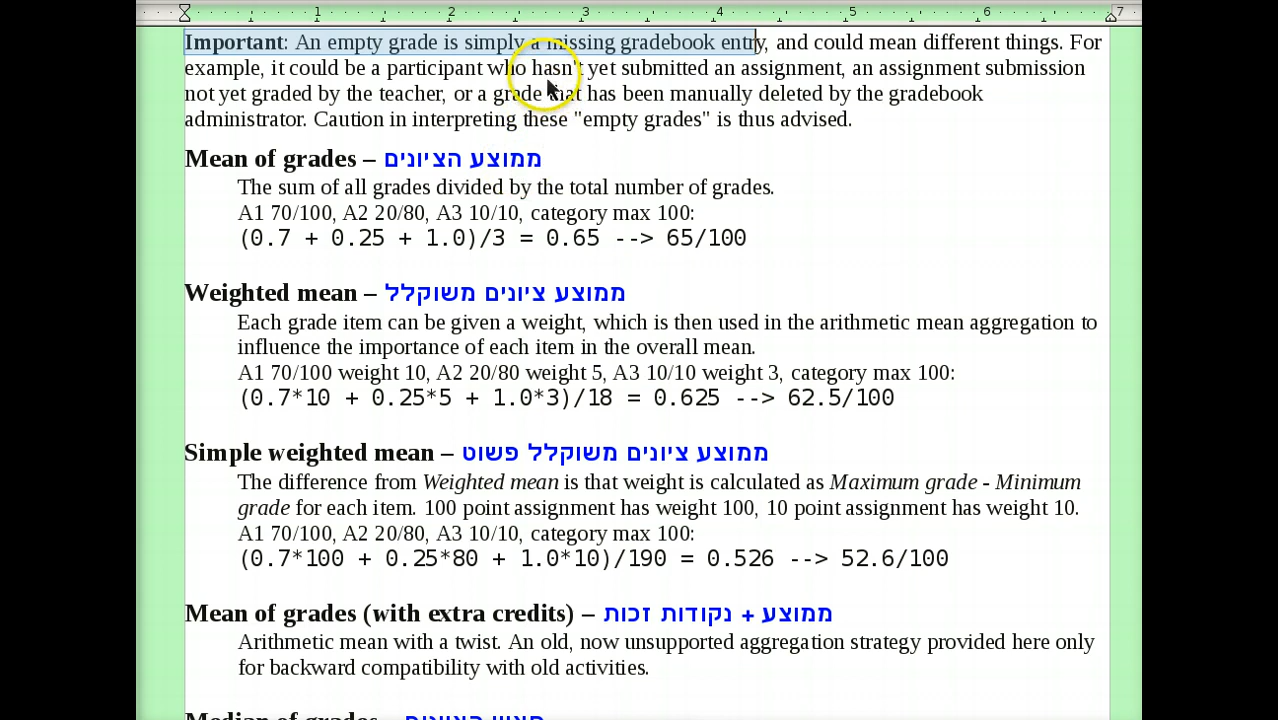 1 2 3 4 5 6 7
Important: An empty grade is simply a missing gradebook entry, and could mean different things. For
example, it could be a participant who hasn't yet submitted an assignment, an assignment submission
not yet graded by the teacher, or a grade that has been manually deleted by the gradebook
administrator. Caution in interpreting these "empty grades" is thus advised.
Mean of grades – ממוצע הציונים
The sum of all grades divided by the total number of grades.
A1 70/100, A2 20/80, A3 10/10, category max 100:
(0.7 + 0.25 + 1.0)/3 = 0.65 --> 65/100
Weighted mean – ממוצע ציונים משוקלל
Each grade item can be given a weight, which is then used in the arithmetic mean aggregation to
influence the importance of each item in the overall mean.
A1 70/100 weight 10, A2 20/80 weight 5, A3 10/10 weight 3, category max 100:
(0.7*10 + 0.25*5 + 1.0*3)/18 = 0.625 --> 62.5/100
Simple weighted mean – ממוצע ציונים משוקלל פשוט
The difference from Weighted mean is that weight is calculated as Maximum grade - Minimum
grade for each item. 100 point assignment has weight 100, 10 point assignment has weight 10.
A1 70/100, A2 20/80, A3 10/10, category max 100:
(0.7*100 + 0.25*80 + 1.0*10)/190 = 0.526 --> 52.6/100
Mean of grades (with extra credits) – ממוצע + נקודות זכות
Arithmetic mean with a twist. An old, now unsupported aggregation strategy provided here only
for backward compatibility with old activities.
Median of grades –